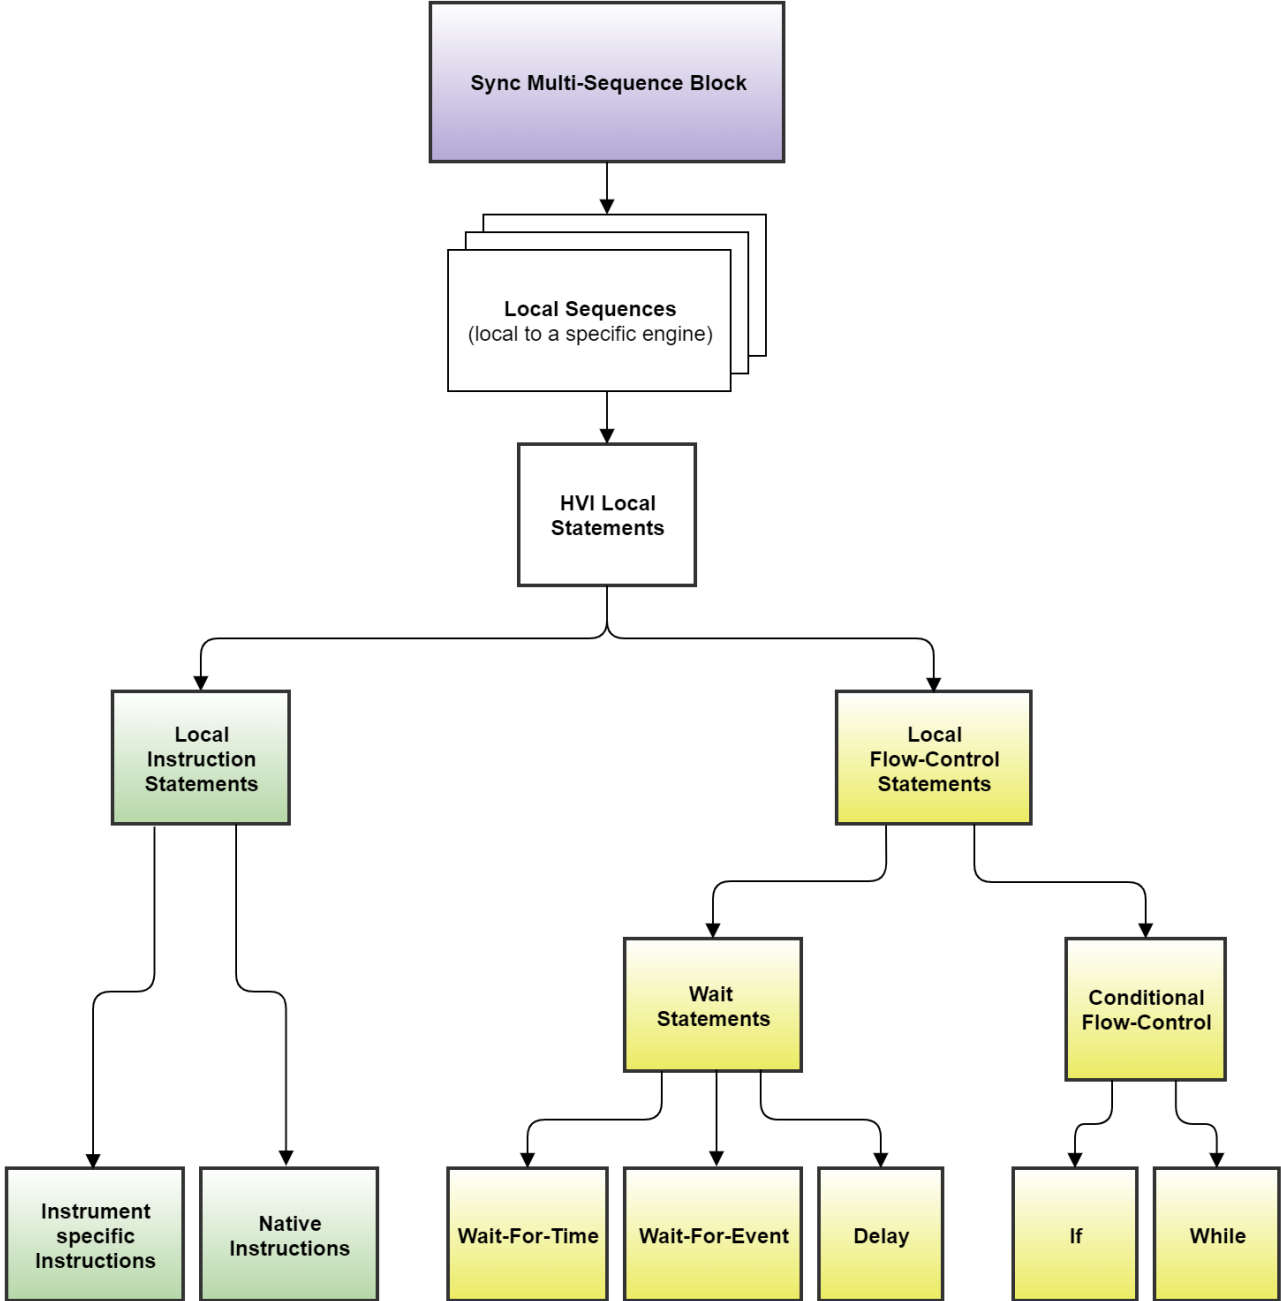 Sync Multi-Sequence Block
Local Sequences
(local to a specific engine)
HVI Local
Statements
Local
Instruction
Statements
Local
Flow-Control
Statements
Wait
Statements
Conditional
Flow-Control
Instrument
specific
Instructions
Native
Instructions
Wait-For-Time
Wait-For-Event
Delay
If
While